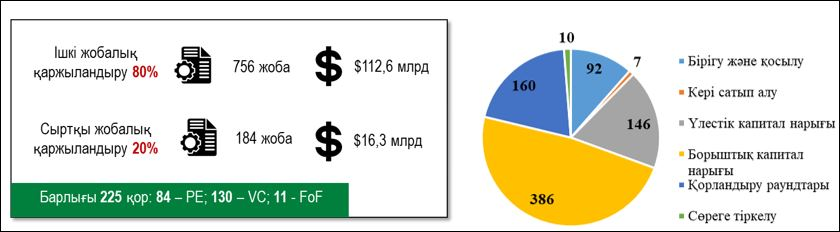 Ішкі жобалық
қаржыландыру 80%
756 жоба
$
$112,6 млрд
Сыртқы жобалық
қаржыландыру 20%
184 жоба
$
$16,3 млрд
Барлығы 225 қор: 84 – PE; 130 – VC; 11 - FoF
10
92
7
146
386
160
Бірігу және қосылу
Кері сатып алу
Үлестік капитал нарығы
Борыштық капитал
нарығы
Қорландыру раундтары
Сөреге тіркелу